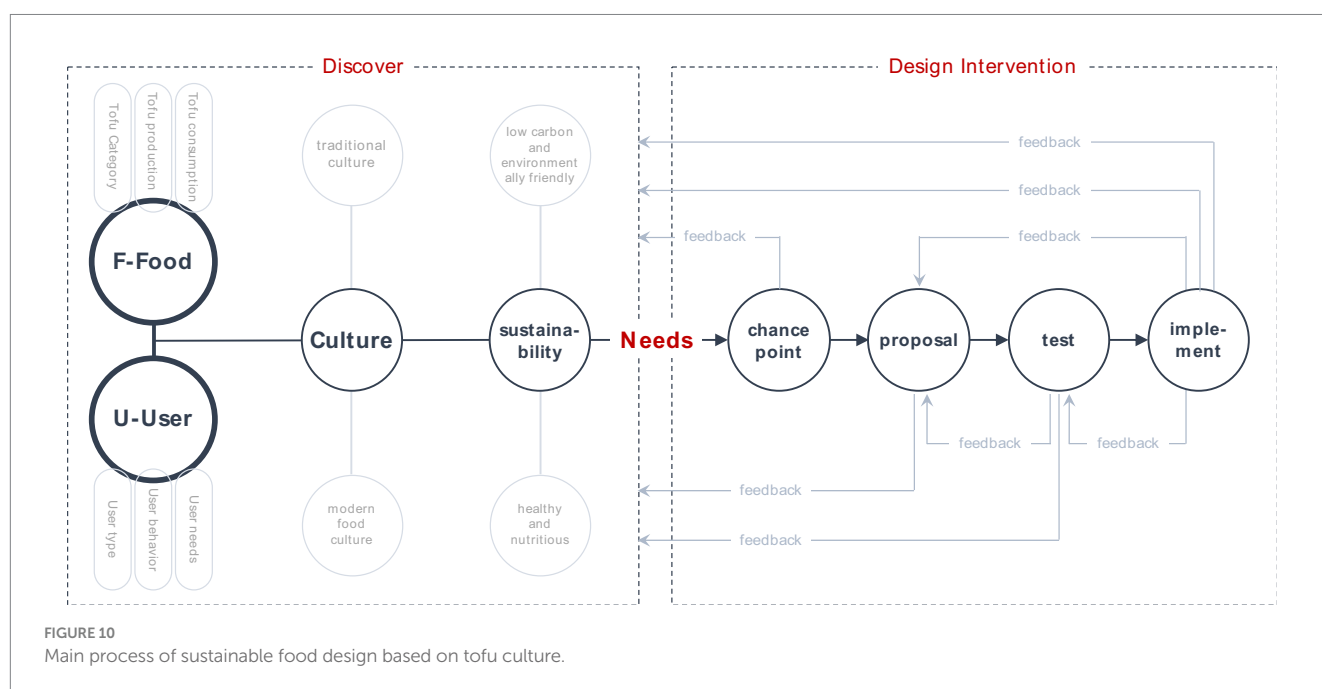 Discover
Design Intervention
Tofu Category
Tofu production
Tofu consumption
traditional
culture
low carbon
and
environment
ally friendly
feedback
feedback
feedback
feedback
F-Food
Culture
sustaina-
bility
Needs
chance
point
proposal
test
imple-
ment
U-User
feedback
feedback
User type
User behavior
User needs
modern
food
culture
healthy
and
nutritious
feedback
feedback
FIGURE 10
Main process of sustainable food design based on tofu culture.